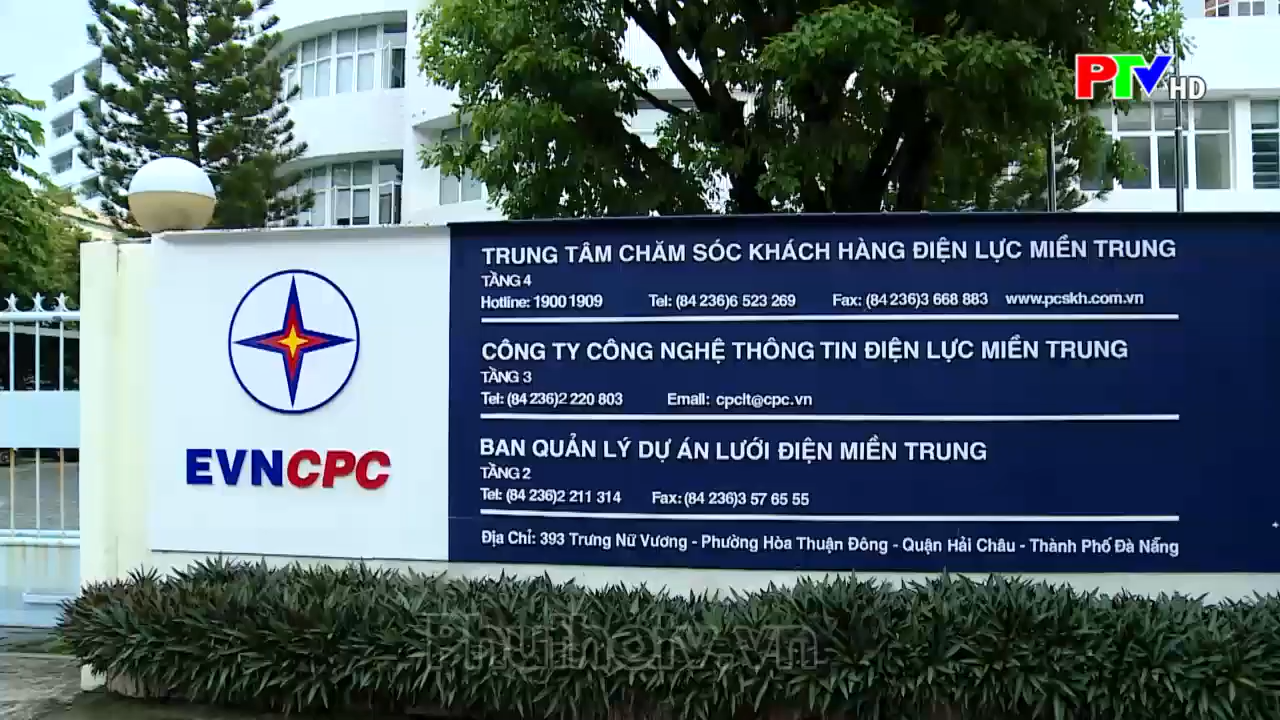 PTV HD
TRUNG TÂM CHĂM SÓC KHÁCH HÀNG ĐIỆN LỰC MIỀN TRUNG
TẦNG 4
Hotline: 1900 1909 Tel: (84 236)6 523 269 Fax: (84 236)3 668 883 www.pcskh.com.vn
CÔNG TY CÔNG NGHỆ THÔNG TIN ĐIỆN LỰC MIỀN TRUNG
TẦNG 3
Tel: (84 236)2 220 803 Email: cpcit@cpc.vn
BAN QUẢN LÝ DỰ ÁN LƯỚI ĐIỆN MIỀN TRUNG
TẦNG 2
Tel: (84 236)2 211 314 Fax: (84 236)3 57 65 55
Địa Chỉ: 393 Trưng Nữ Vương - Phường Hòa Thuận Đông - Quận Hải Châu - Thành Phố Đà Nẵng
EVNCPC
Phuthotv.vn